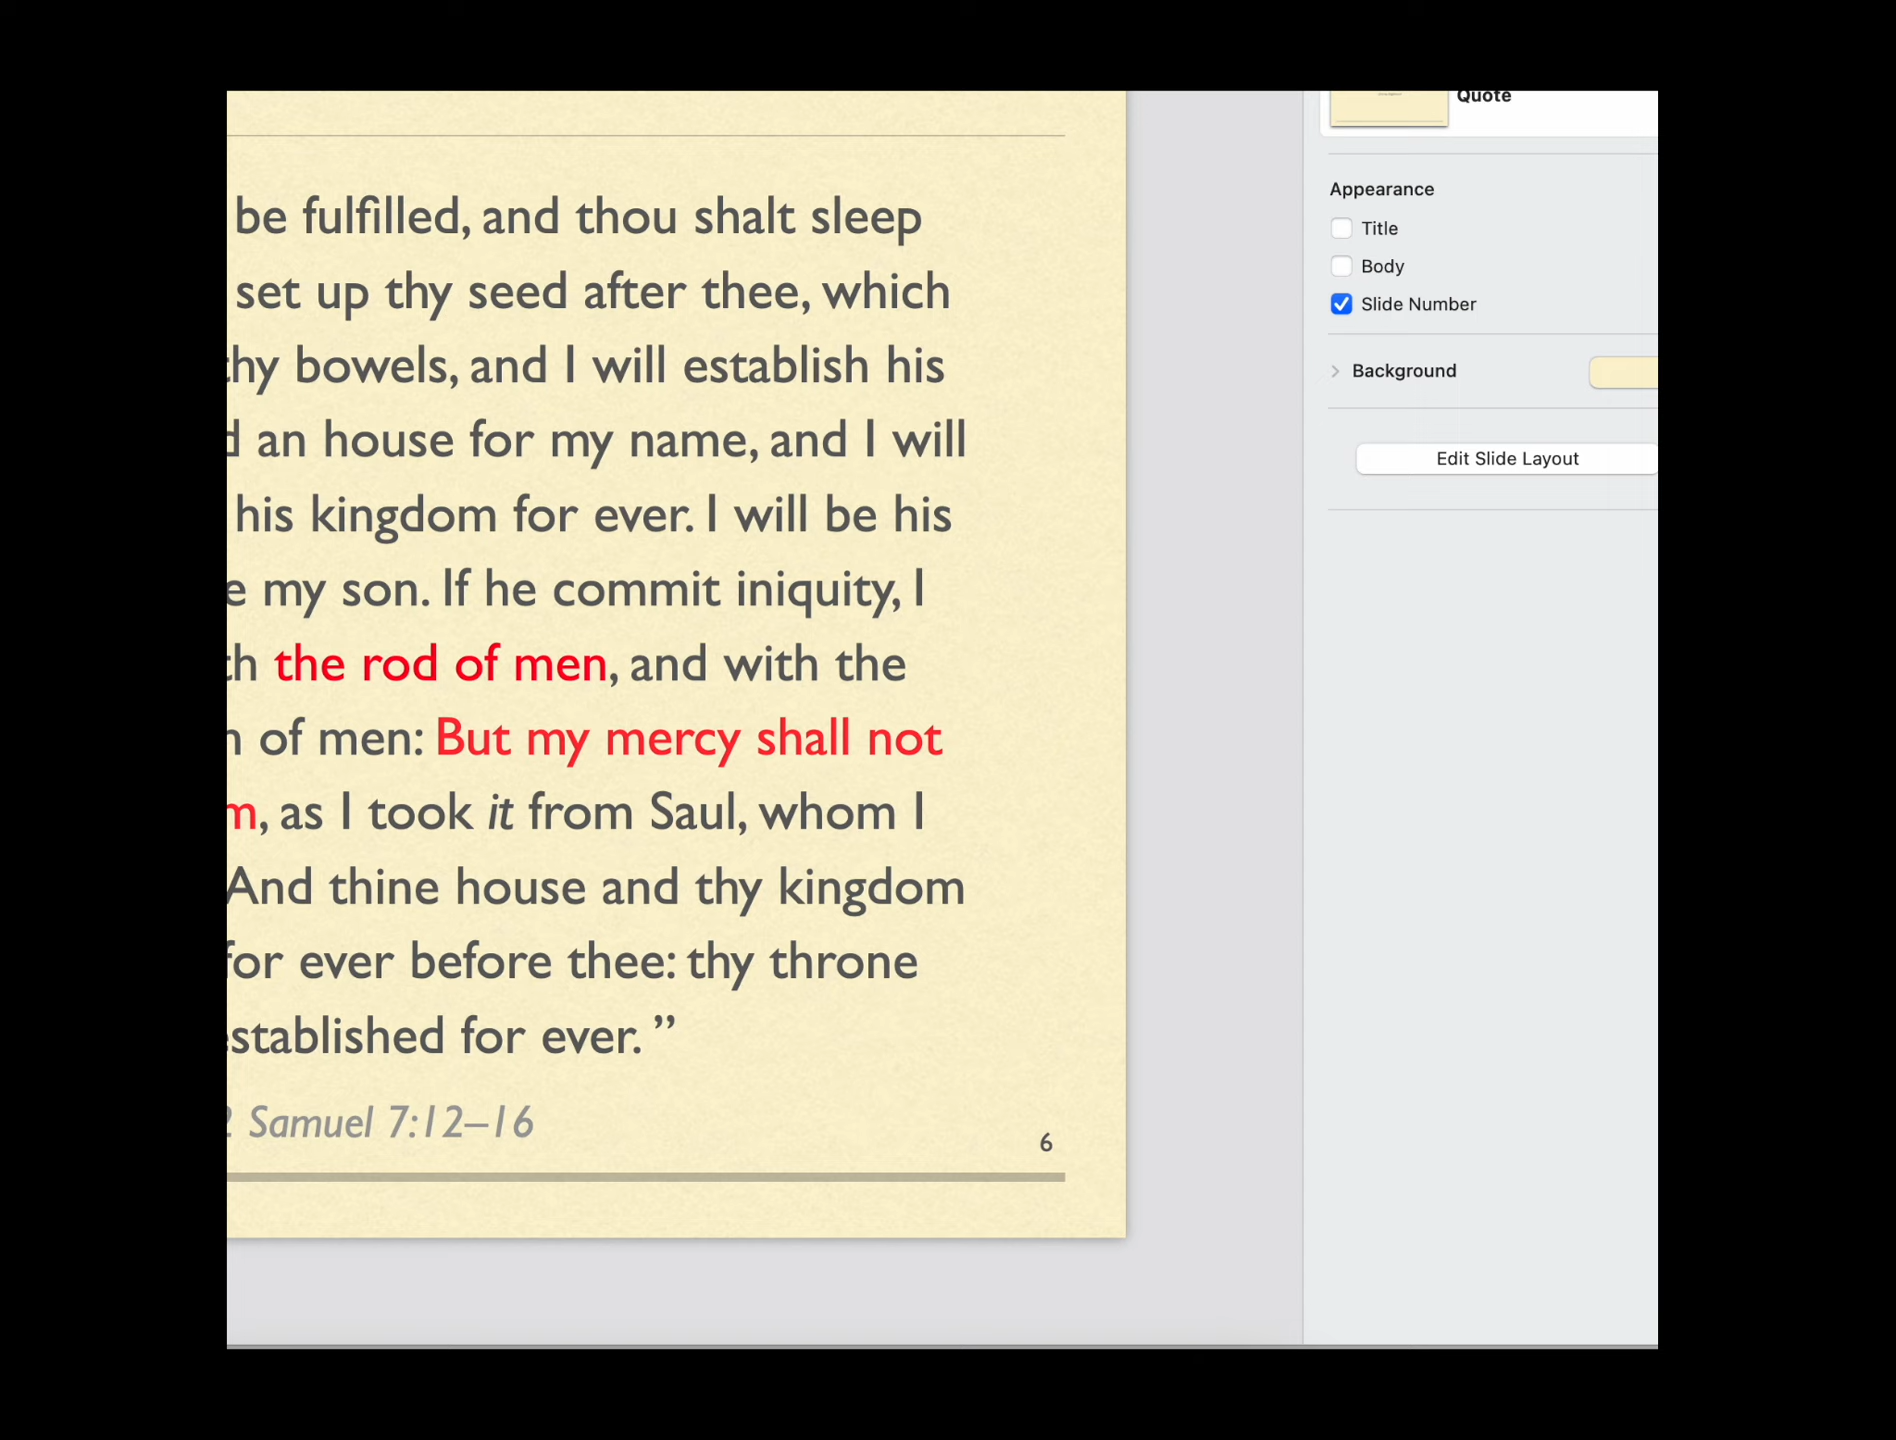 be fulfilled, and thou shalt sleep
set up thy seed after thee, which
thy bowels, and I will establish his
an house for my name, and I will
his kingdom for ever. I will be his
my son. If he commit iniquity, I
the rod of men, and with the
of men: But my mercy shall not
, as I took it from Saul, whom I
And thine house and thy kingdom
for ever before thee: thy throne
established for ever. ”
2 Samuel 7:12–16
6
Quote
Appearance
Title
Body
Slide Number
Background
Edit Slide Layout